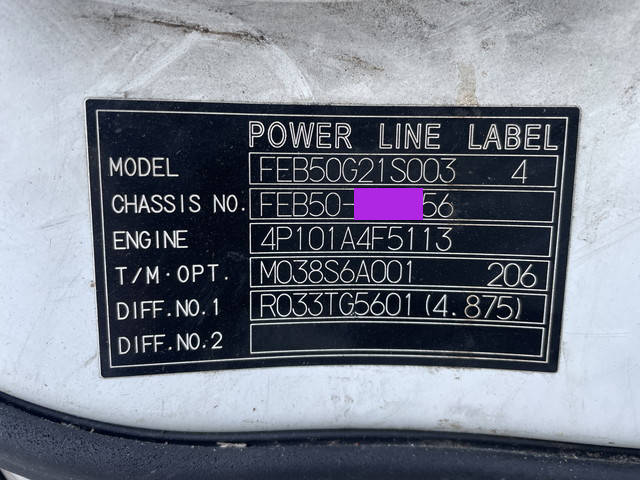 POWER LINE LABEL
MODEL FEB50G21S003 4
CHASSIS NO. FEB50- 56
ENGINE 4P101A4F5113
T/M·OPT. M038S6A001 206
DIFF.NO.1 R033TG5601(4.875)
DIFF.NO.2